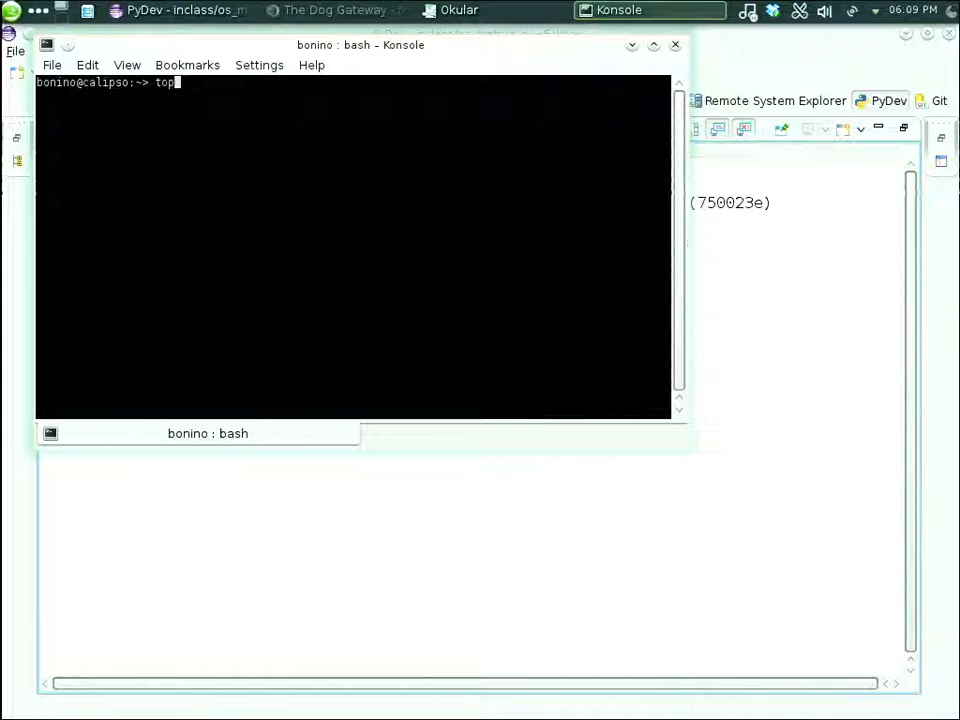 PyDev - inclass/os_m
The Dog Gateway -
Okular
Konsole
06:09 PM
File
bonino : bash – Konsole
File Edit View Bookmarks Settings Help
bonino@calipso:~> top
Remote System Explorer
PyDev
Git
(750023e)
bonino : bash